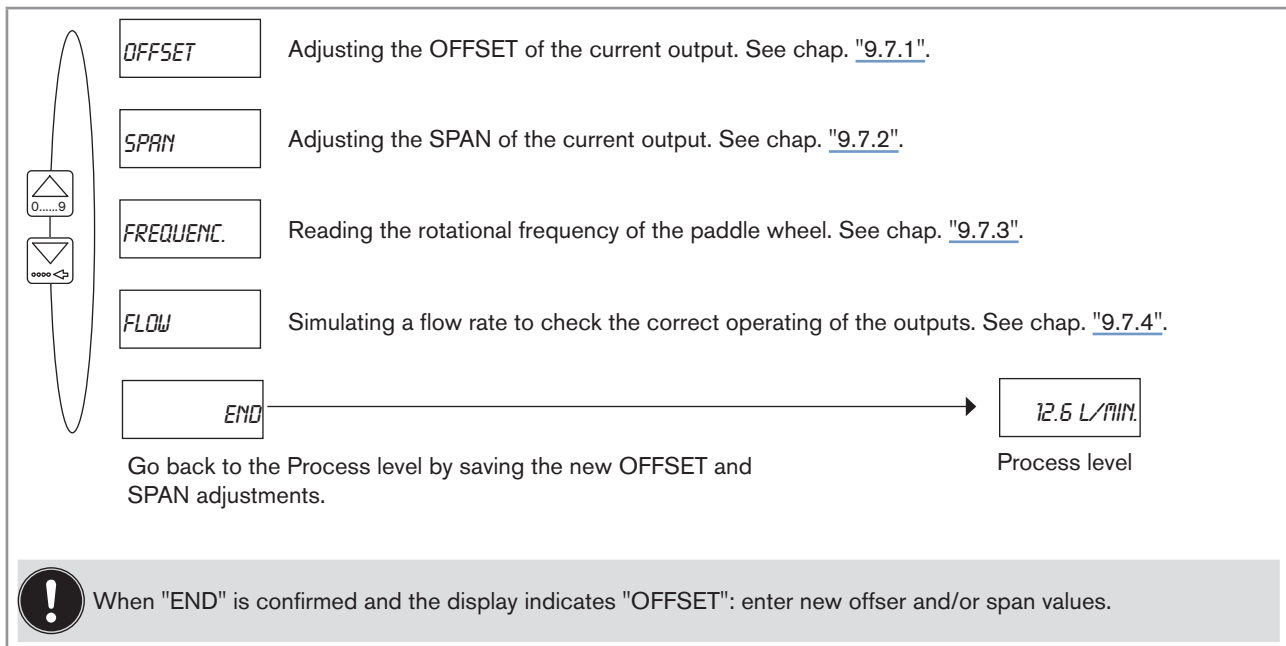 OFFSET
Adjusting the OFFSET of the current output. See chap. "9.7.1".
SPAN
Adjusting the SPAN of the current output. See chap. "9.7.2".
0......9
FREQUENC.
Reading the rotational frequency of the paddle wheel. See chap. "9.7.3".
FLOW
Simulating a flow rate to check the correct operating of the outputs. See chap. "9.7.4".
END
12.6 L/MIN.
Go back to the Process level by saving the new OFFSET and
SPAN adjustments.
Process level
When "END" is confirmed and the display indicates "OFFSET": enter new offser and/or span values.